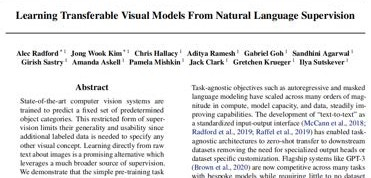 Learning Transferable Visual Models From Natural Language Supervision
Alec Radford * 1 Jong Wook Kim * 1 Chris Hallacy 1 Aditya Ramesh 1 Gabriel Goh 1 Sandhini Agarwal 1
Girish Sastry 1 Amanda Askell 1 Pamela Mishkin 1 Jack Clark 1 Gretchen Krueger 1 Ilya Sutskever 1
Abstract
State-of-the-art computer vision systems are
trained to predict a fixed set of predetermined
object categories. This restricted form of super-
vision limits their generality and usability since
additional labeled data is needed to specify any
other visual concept. Learning directly from raw
text about images is a promising alternative which
leverages a much broader source of supervision.
We demonstrate that the simple pre-training task
Task-agnostic objectives such as autoregressive and masked
language modeling have scaled across many orders of mag-
nitude in compute, model capacity, and data, steadily im-
proving capabilities. The development of "text-to-text" as
a standardized input-output interface (McCann et al., 2018;
Radford et al., 2019; Raffel et al., 2019) has enabled task-
agnostic architectures to zero-shot transfer to downstream
datasets removing the need for specialized output heads or
dataset specific customization. Flagship systems like GPT-3
(Brown et al., 2020) are now competitive across many tasks
with bespoke models while requiring little to no dataset